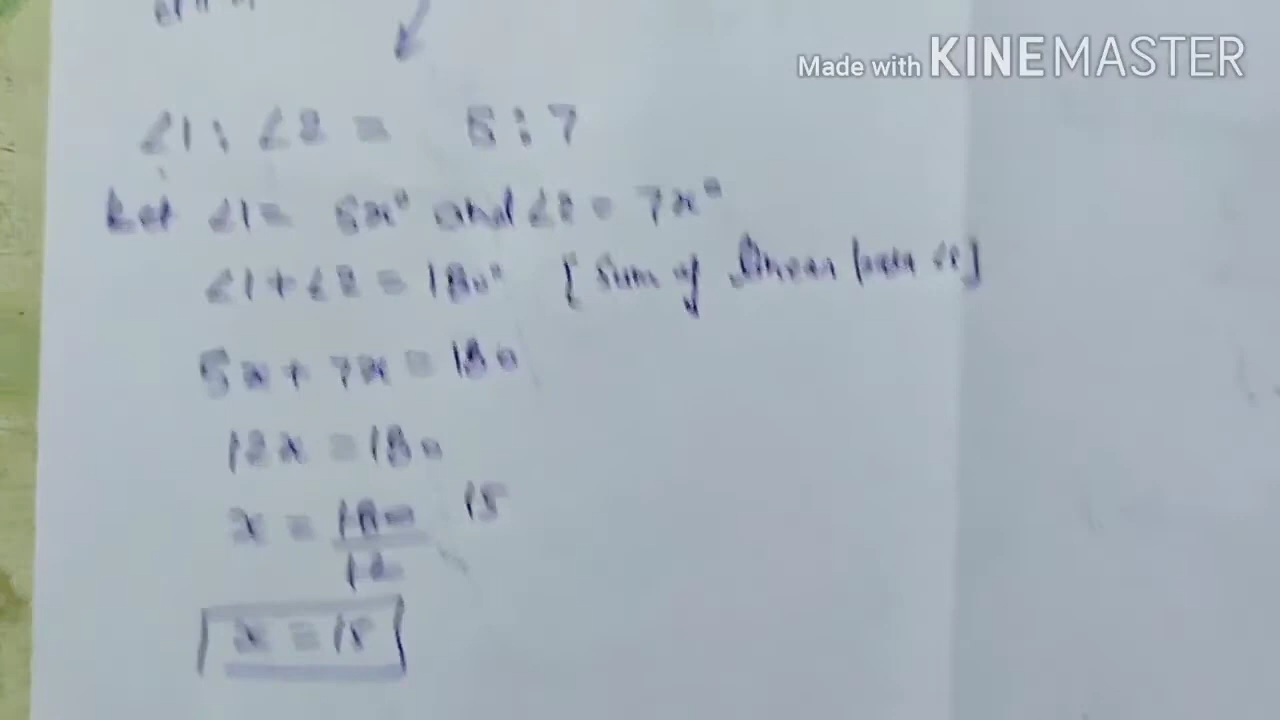 Made with KINEMASTER
∠1 : ∠2 = 5 : 7
Let ∠1 = 5x° and ∠2 = 7x°
∠1 + ∠2 = 180° [Sum of linear
5x + 7x = 180
12x = 180
x = 180 15
12
x = 15